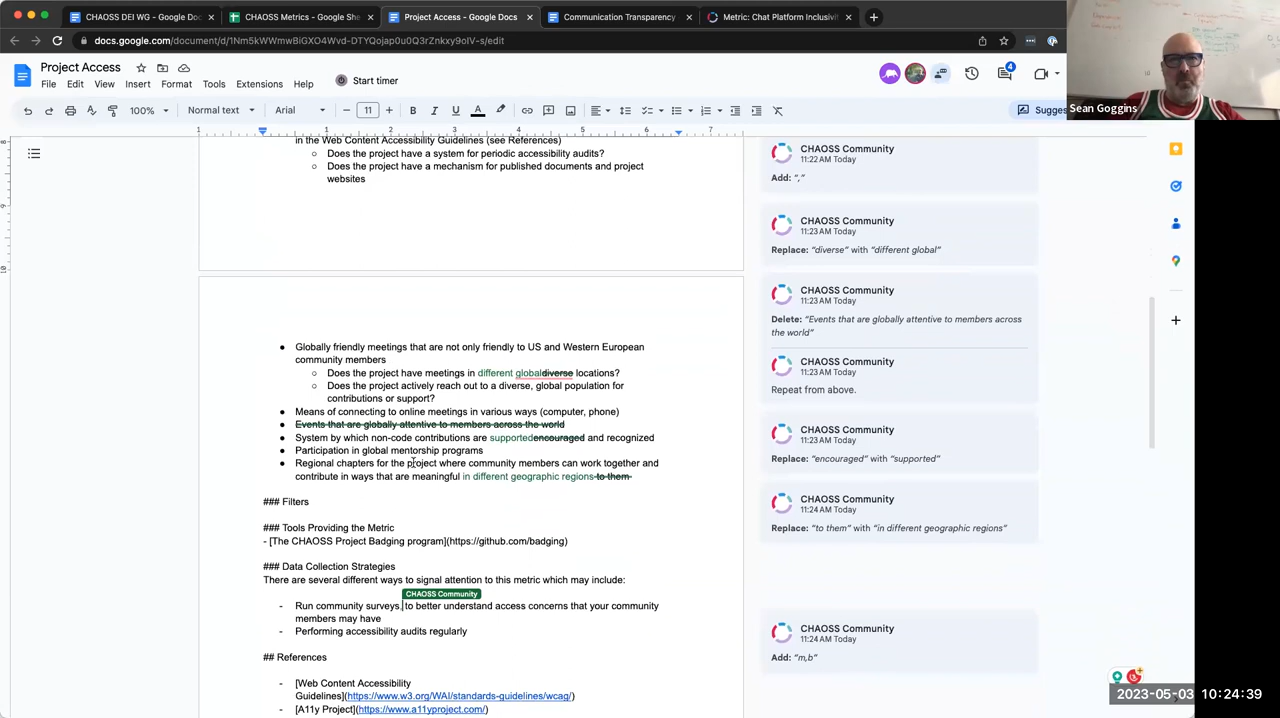 CHAOSS DEI WG - Google Doc
CHAOSS Metrics - Google She
Project Access - Google Docs
Communication Transparency
Metric: Chat Platform Inclusivit
docs.google.com/document/d/1Nm5kWWmwBiGXO4Wvd-DTYQojap0u0Q3rZnkxy9oIV-s/edit
Project Access
File Edit View Insert Format Tools Extensions Help
Start timer
4
100% Normal text Arial 11
Sugges
Sean Goggins
1 1 2 3 4 5 6 7
in the Web Content Accessibility Guidelines (see References)
○ Does the project have a system for periodic accessibility audits?
○ Does the project have a mechanism for published documents and project
websites
● Globally friendly meetings that are not only friendly to US and Western European
community members
○ Does the project have meetings in different globaldiverse locations?
○ Does the project actively reach out to a diverse, global population for
contributions or support?
● Means of connecting to online meetings in various ways (computer, phone)
● Events that are globally attentive to members across the world
● System by which non-code contributions are supportedencouraged and recognized
● Participation in global mentorship programs
● Regional chapters for the project where community members can work together and
contribute in ways that are meaningful in different geographic regions to them
### Filters
### Tools Providing the Metric
- [The CHAOSS Project Badging program](https://github.com/badging)
### Data Collection Strategies
There are several different ways to signal attention to this metric which may include:
CHAOSS Community
- Run community surveys, to better understand access concerns that your community
members may have
- Performing accessibility audits regularly
## References
- [Web Content Accessibility
Guidelines](https://www.w3.org/WAI/standards-guidelines/wcag/)
- [A11y Project](https://www.a11yproject.com/)
CHAOSS Community
11:22 AM Today
Add: ","
CHAOSS Community
11:23 AM Today
Replace: "diverse" with "different global"
CHAOSS Community
11:23 AM Today
Delete: "Events that are globally attentive to members across
the world"
CHAOSS Community
11:23 AM Today
Repeat from above.
CHAOSS Community
11:23 AM Today
Replace: "encouraged" with "supported"
CHAOSS Community
11:24 AM Today
Replace: "to them" with "in different geographic regions"
CHAOSS Community
11:24 AM Today
Add: "m,b"
2023-05-03 10:24:39